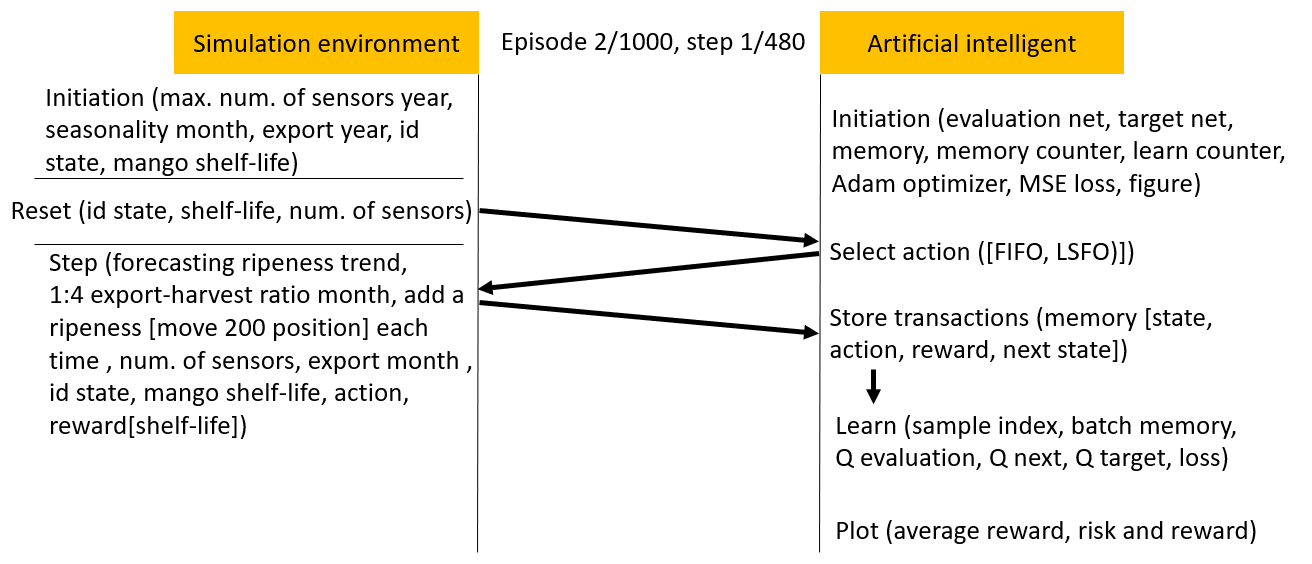 Simulation environment
Episode 2/1000, step 1/480
Artificial intelligent
Initiation (max. num. of sensors year,
seasonality month, export year, id
state, mango shelf-life)
Reset (id state, shelf-life, num. of sensors)
Step (forecasting ripeness trend,
1:4 export-harvest ratio month, add a
ripeness [move 200 position] each
time , num. of sensors, export month ,
id state, mango shelf-life, action,
reward[shelf-life])
Initiation (evaluation net, target net,
memory, memory counter, learn counter,
Adam optimizer, MSE loss, figure)
Select action ([FIFO, LSFO)])
Store transactions (memory [state,
action, reward, next state])
Learn (sample index, batch memory,
Q evaluation, Q next, Q target, loss)
Plot (average reward, risk and reward)